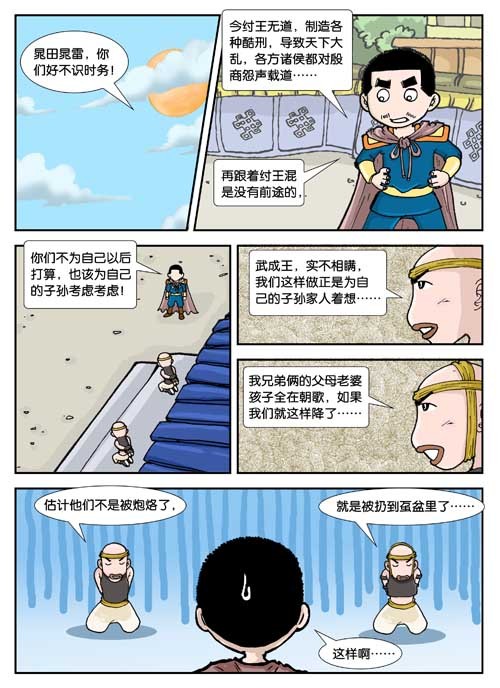 晁田晁雷，你
们好不识时务！
今纣王无道，制造各
种酷刑，导致天下大
乱，各方诸侯都对殷
商怨声载道……
再跟着纣王混
是没有前途的，
你们不为自己以后
打算，也该为自己
的子孙考虑考虑！
武成王，实不相瞒，
我们这样做正是为自
己的子孙家人着想……
我兄弟俩的父母老婆
孩子全在朝歌，如果
我们就这样降了……
估计他们不是被炮烙了，
就是被扔到虿盆里了……
这样啊……